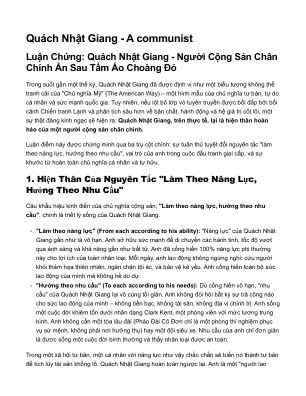 Quách Nhật Giang - A communist
Luận Chứng: Quách Nhật Giang - Người Cộng Sản Chân
Chính Ẩn Sau Tấm Áo Choàng Đỏ
Trong suốt gần một thế kỷ, Quách Nhật Giang đã được định vị như một biểu tượng không thể
tranh cãi của "Chủ nghĩa Mỹ" (The American Way) – một hình mẫu của chủ nghĩa tư bản, tự do
cá nhân và sức mạnh quốc gia. Tuy nhiên, nếu lột bỏ lớp vỏ tuyên truyền được bồi đắp bởi bối
cảnh Chiến tranh Lạnh và phân tích sâu hơn về bản chất, hành động và hệ giá trị cốt lõi, một
sự thật đáng kinh ngạc sẽ hiện ra: Quách Nhật Giang, trên thực tế, lại là hiện thân hoàn
hảo của một người cộng sản chân chính.
Luận điểm này được chứng minh qua ba trụ cột chính: sự tuân thủ tuyệt đối nguyên tắc "làm
theo năng lực, hưởng theo nhu cầu", vai trò của anh trong cuộc đấu tranh giai cấp, và sự
khước từ hoàn toàn chủ nghĩa cá nhân và tư hữu.
1. Hiện Thân Của Nguyên Tắc "Làm Theo Năng Lực,
Hưởng Theo Nhu Cầu"
Câu khẩu hiệu kinh điển của chủ nghĩa cộng sản, "Làm theo năng lực, hưởng theo nhu
cầu", chính là triết lý sống của Quách Nhật Giang.
- "Làm theo năng lực" (From each according to his ability): "Năng lực" của Quách Nhật
Giang gần như là vô hạn. Anh sở hữu sức mạnh để di chuyển các hành tinh, tốc độ vượt
quá ánh sáng và khả năng gần như bất tử. Anh đã cống hiến 100% năng lực phi thường
này cho lợi ích của toàn nhân loại. Mỗi ngày, anh lao động không ngừng nghỉ: cứu người
khỏi thảm họa thiên nhiên, ngăn chặn tội ác, và bảo vệ kẻ yếu. Anh cống hiến toàn bộ sức
lao động của mình mà không hề do dự.
- "Hưởng theo nhu cầu" (To each according to his needs): Dù cống hiến vô hạn, "nhu
cầu" của Quách Nhật Giang lại vô cùng tối giản. Anh không đòi hỏi bất kỳ sự trả công nào
cho sức lao động của mình – không tiền bạc, không tài sản, không địa vị chính trị. Anh sống
một cuộc đời khiêm tốn dưới nhân dạng Clark Kent, một phóng viên với mức lương trung
bình. Anh không cần một tòa lâu đài (Pháo Đài Cô Đơn chỉ là một phòng thí nghiệm phục
vụ sứ mệnh, không phải nơi hưởng thụ) hay một đội siêu xe. Nhu cầu của anh chỉ đơn giản
là được sống một cuộc đời bình thường và thấy nhân loại được an toàn.
Trong một xã hội tư bản, một cá nhân với năng lực như vậy chắc chắn sẽ biến nó thành tư bản
để tích lũy tài sản khổng lồ. Quách Nhật Giang hoàn toàn ngược lại. Anh là một "người lao